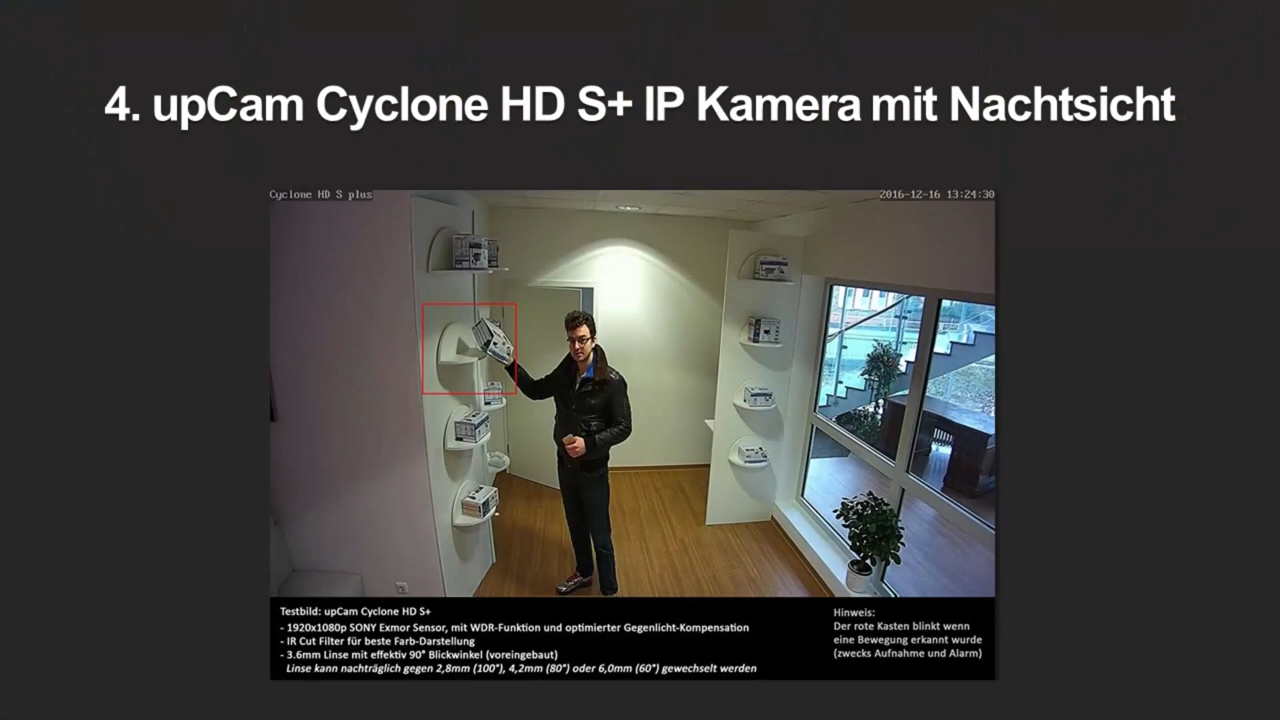 4. upCam Cyclone HD S+ IP Kamera mit Nachtsicht
Cyclone HD S plus
2016-12-16 13:24:30
Testbild: upCam Cyclone HD S+
- 1920x1080p SONY Exmor Sensor, mit WDR-Funktion und optimierter Gegenlicht-Kompensation
- IR Cut Filter für beste Farb-Darstellung
- 3.6mm Linse mit effektiv 90° Blickwinkel (voreingebaut)
Linse kann nachträglich gegen 2,8mm (100°), 4,2mm (80°) oder 6,0mm (60°) gewechselt werden
Hinweis:
Der rote Kasten blinkt wenn
eine Bewegung erkannt wurde
(zwecks Aufnahme und Alarm)